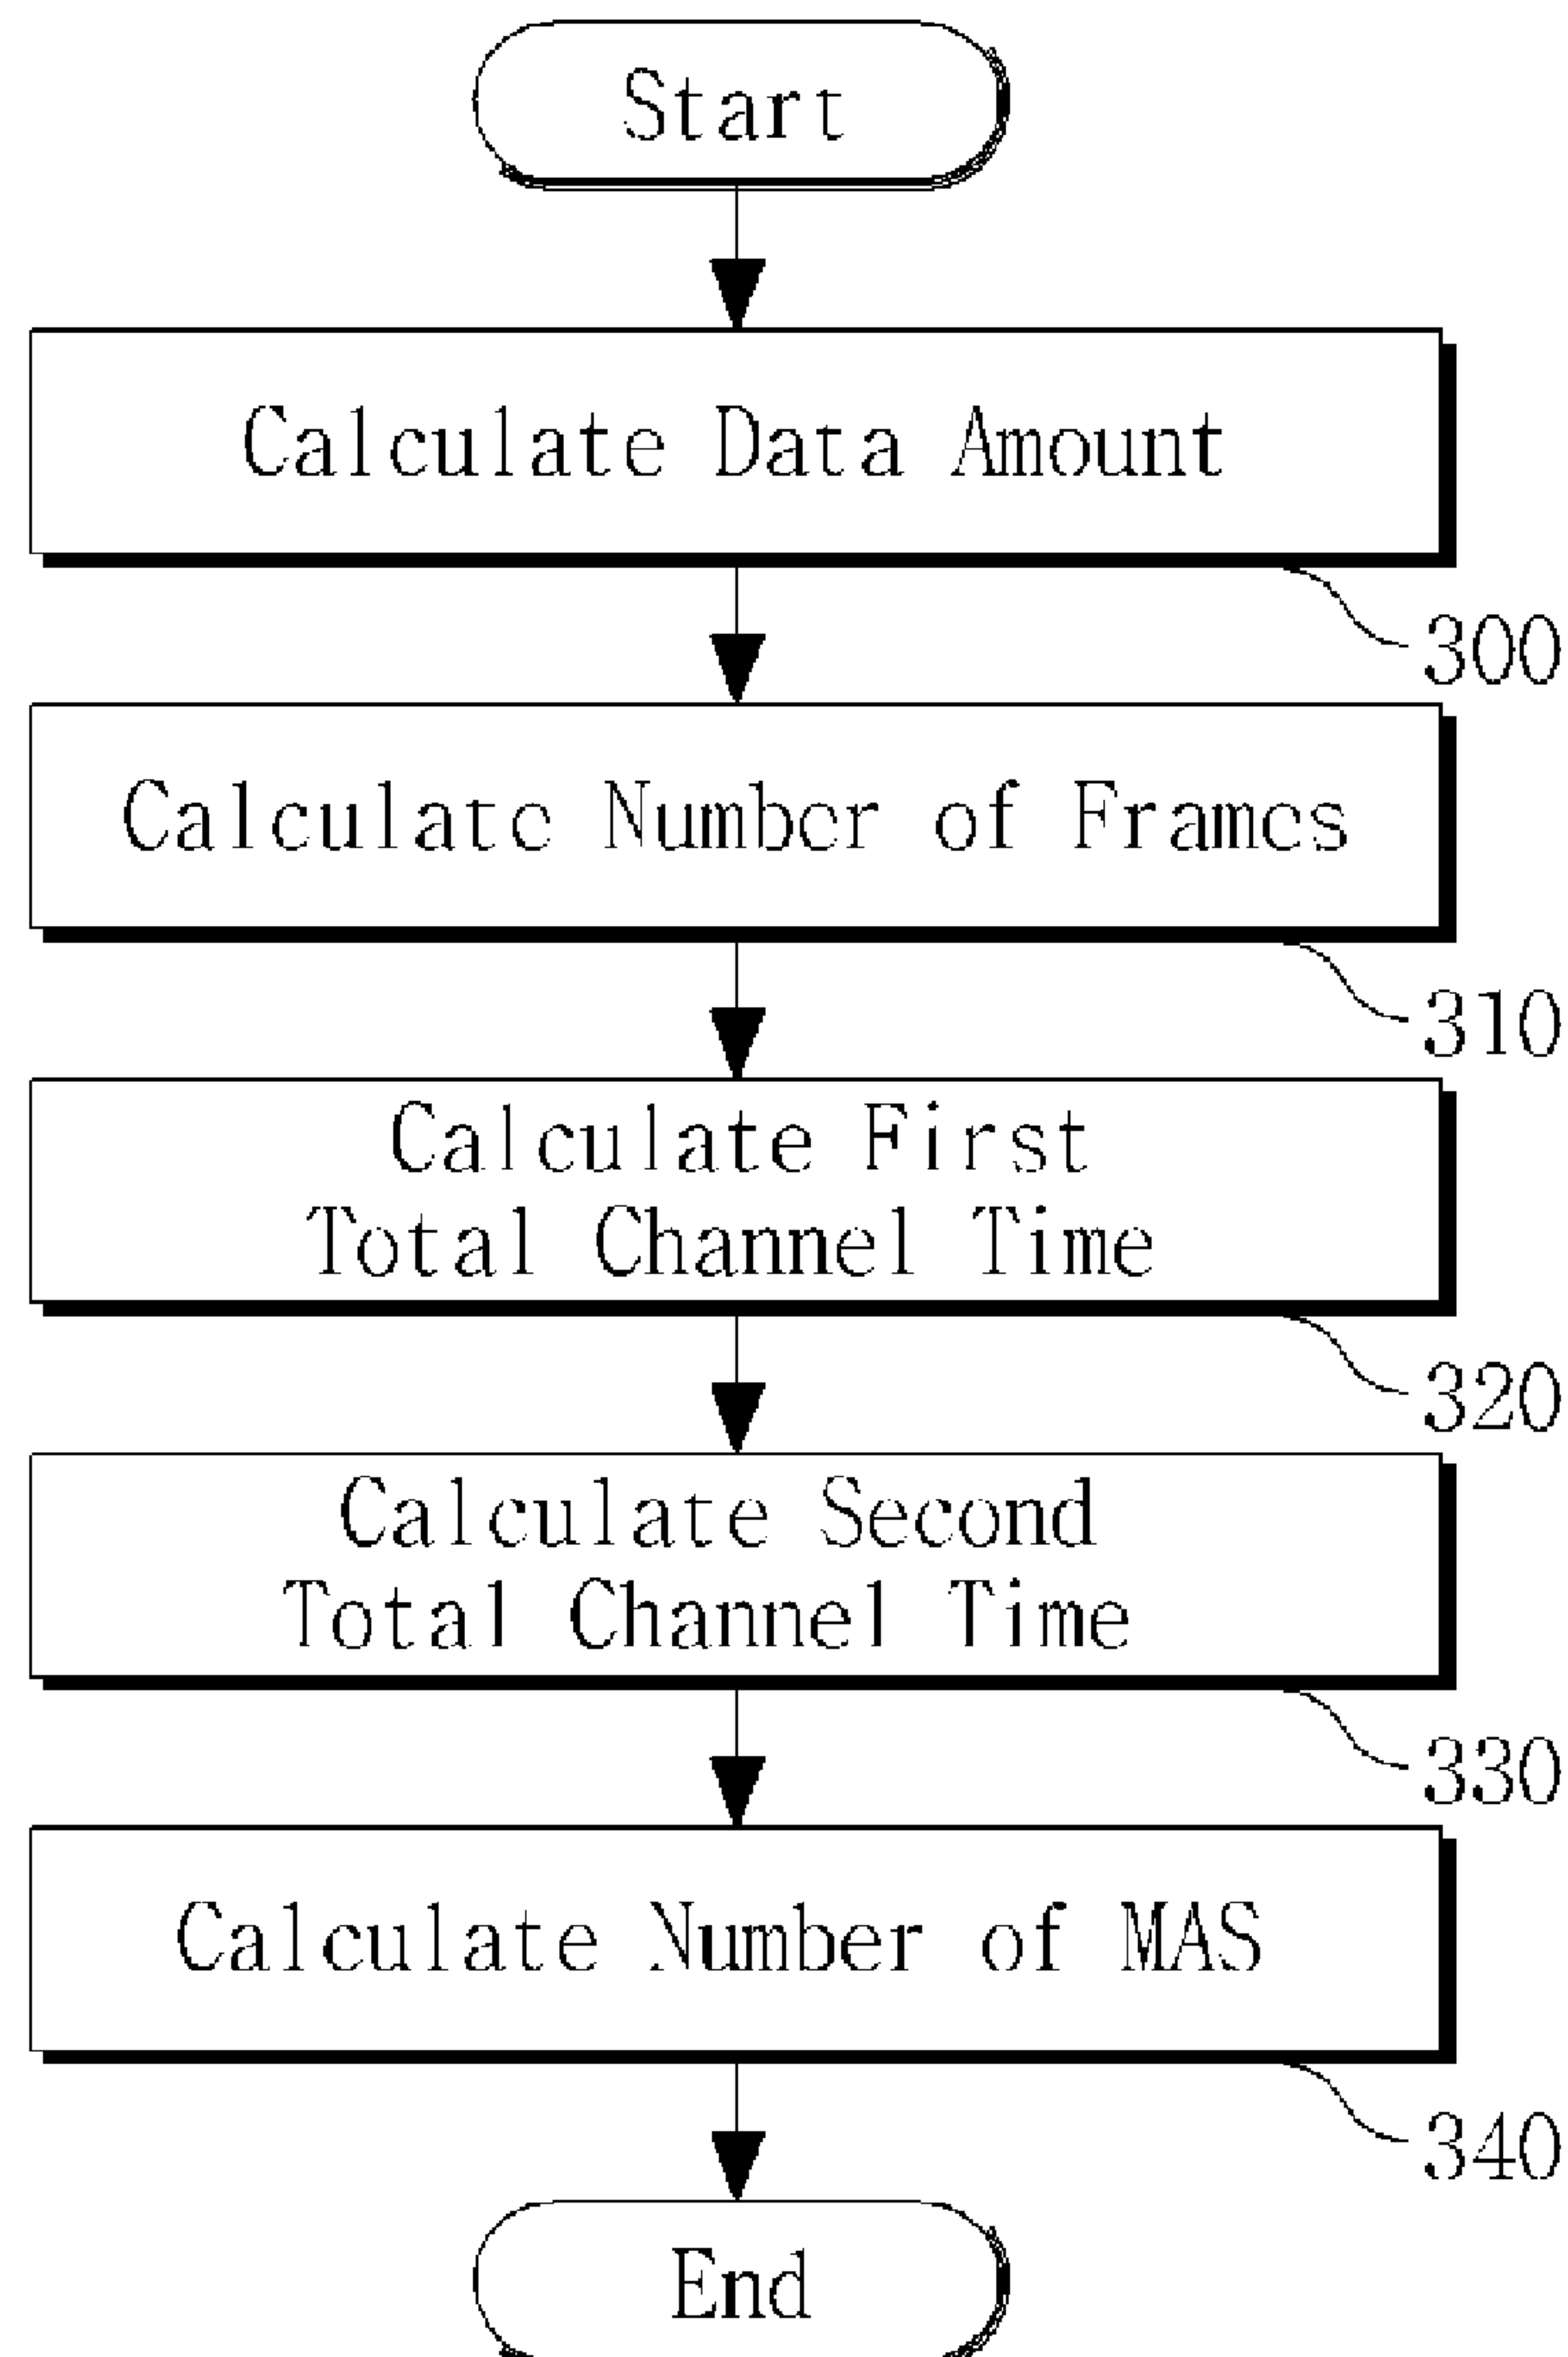 Start
Calculate Data Amount
300
Calculate Number of Frames
310
Calculate First
Total Channel Time
320
Calculate Second
Total Channel Time
330
Calculate Number of MAS
340
End